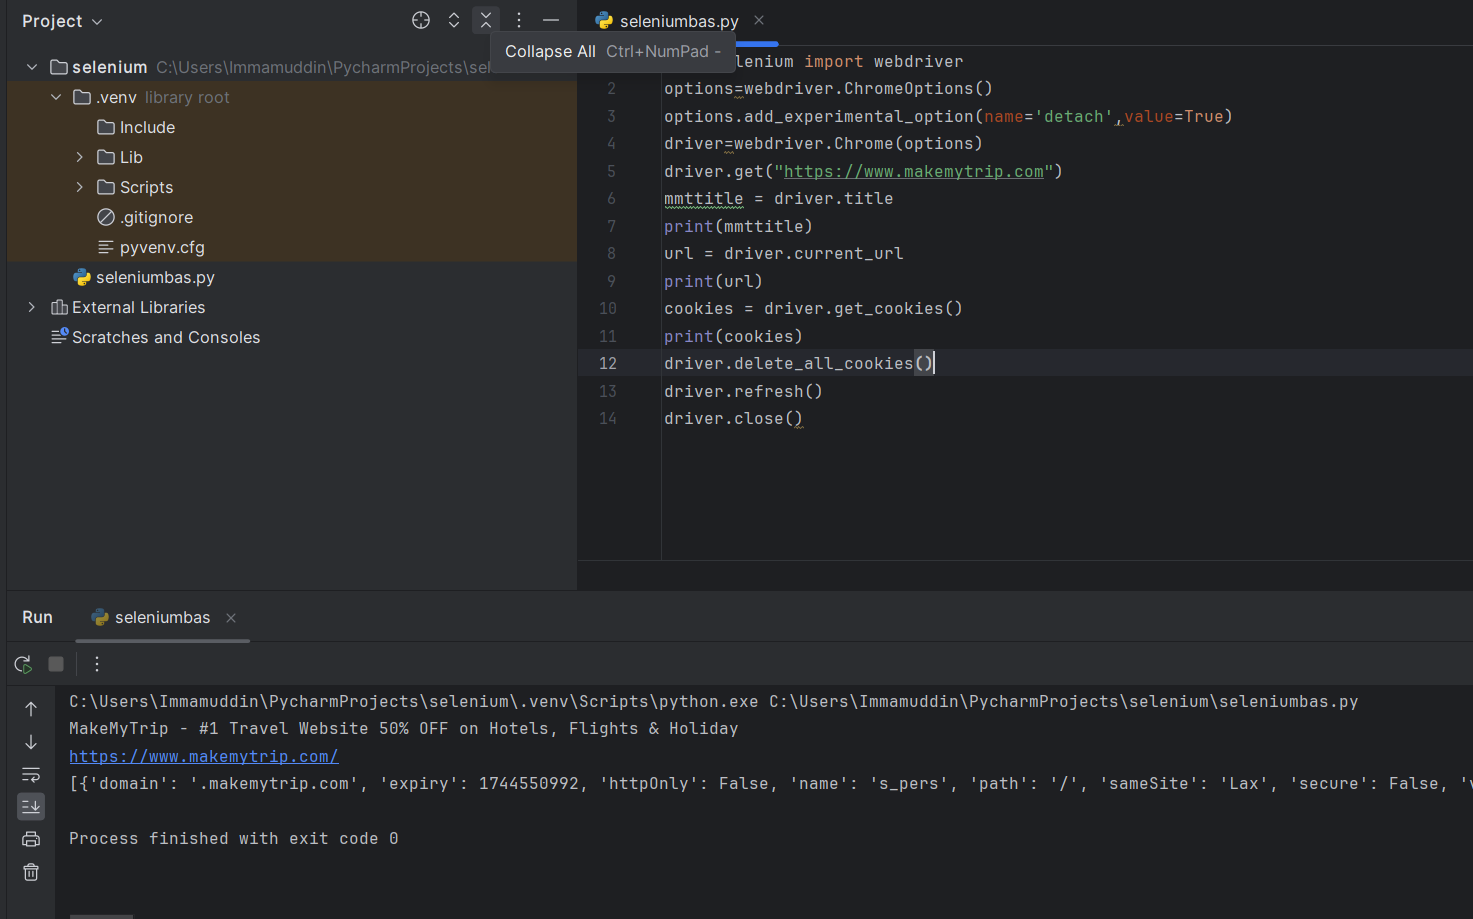 Project
seleniumbas.py
Collapse All Ctrl+NumPad -
selenium C:\Users\Immamuddin\PycharmProjects\sel
.venv library root
Include
Lib
Scripts
.gitignore
pyvenv.cfg
seleniumbas.py
External Libraries
Scratches and Consoles
lenium import webdriver
2 options=webdriver.ChromeOptions()
3 options.add_experimental_option(name='detach',value=True)
4 driver=webdriver.Chrome(options)
5 driver.get("https://www.makemytrip.com")
6 mmttitle = driver.title
7 print(mmttitle)
8 url = driver.current_url
9 print(url)
10 cookies = driver.get_cookies()
11 print(cookies)
12 driver.delete_all_cookies()
13 driver.refresh()
14 driver.close()
Run seleniumbas
C:\Users\Immamuddin\PycharmProjects\selenium\.venv\Scripts\python.exe C:\Users\Immamuddin\PycharmProjects\selenium\seleniumbas.py
MakeMyTrip - #1 Travel Website 50% OFF on Hotels, Flights & Holiday
https://www.makemytrip.com/
[{'domain': '.makemytrip.com', 'expiry': 1744550992, 'httpOnly': False, 'name': 's_pers', 'path': '/', 'sameSite': 'Lax', 'secure': False, 'v
Process finished with exit code 0